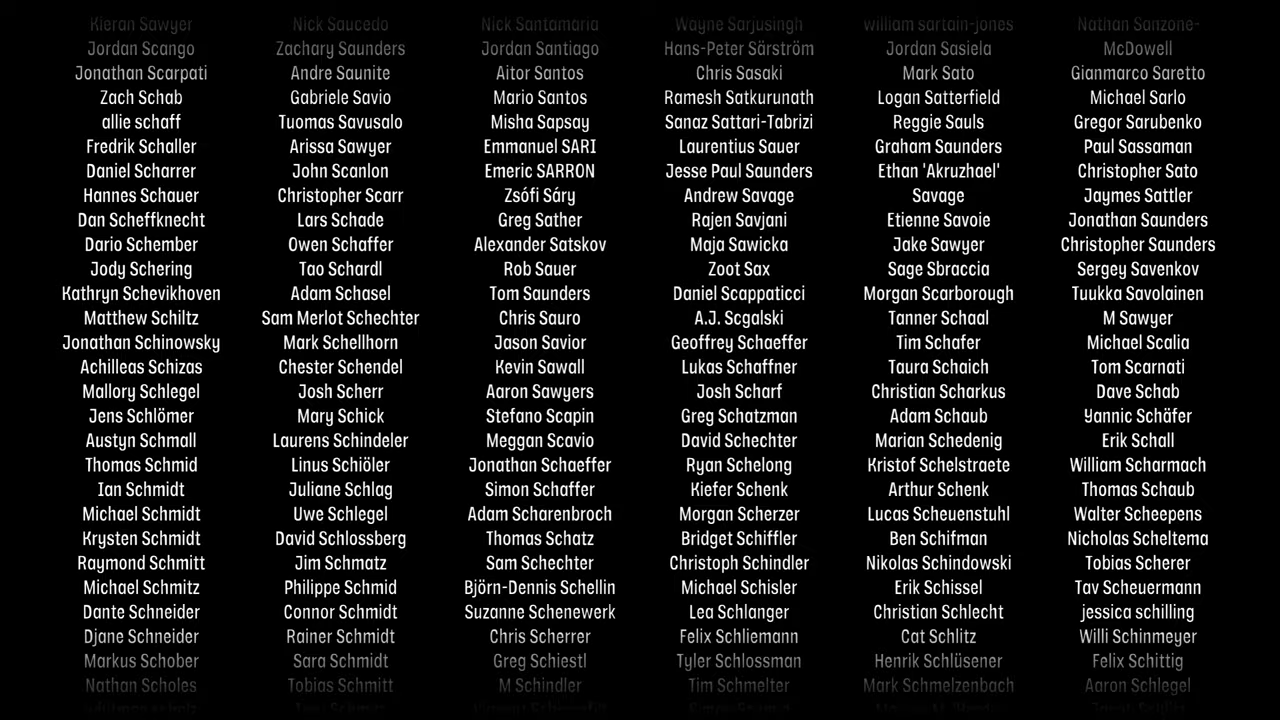 Kieran Sawyer
Jordan Scango
Jonathan Scarpati
Zach Schab
allie schaff
Fredrik Schaller
Daniel Scharrer
Hannes Schauer
Dan Scheffknecht
Dario Schember
Jody Schering
Kathryn Schevikhoven
Matthew Schiltz
Jonathan Schinowsky
Achilleas Schizas
Mallory Schlegel
Jens Schlömer
Austyn Schmall
Thomas Schmid
Ian Schmidt
Michael Schmidt
Krysten Schmidt
Raymond Schmitt
Michael Schmitz
Dante Schneider
Djane Schneider
Markus Schober
Nathan Scholes
Nick Saucedo
Zachary Saunders
Andre Saunite
Gabriele Savio
Tuomas Savusalo
Arissa Sawyer
John Scanlon
Christopher Scarr
Lars Schade
Owen Schaffer
Tao Schardl
Adam Schasel
Sam Merlot Schechter
Mark Schellhorn
Chester Schendel
Josh Scherr
Mary Schick
Laurens Schindeler
Linus Schiöler
Juliane Schlag
Uwe Schlegel
David Schlossberg
Jim Schmatz
Philippe Schmid
Connor Schmidt
Rainer Schmidt
Sara Schmidt
Tobias Schmitt
Nick Santamaria
Jordan Santiago
Aitor Santos
Mario Santos
Misha Sapsay
Emmanuel SARI
Emeric SARRON
Zsófi Sáry
Greg Sather
Alexander Satskov
Rob Sauer
Tom Saunders
Chris Sauro
Jason Savior
Kevin Sawall
Aaron Sawyers
Stefano Scapin
Meggan Scavio
Jonathan Schaeffer
Simon Schaffer
Adam Scharenbroch
Thomas Schatz
Sam Schechter
Björn-Dennis Schellin
Suzanne Schenewerk
Chris Scherrer
Greg Schiestl
M Schindler
Wayne Sarjusingh
Hans-Peter Särström
Chris Sasaki
Ramesh Satkurunath
Sanaz Sattari-Tabrizi
Laurentius Sauer
Jesse Paul Saunders
Andrew Savage
Rajen Savjani
Maja Sawicka
Zoot Sax
Daniel Scappaticci
A.J. Scgalski
Geoffrey Schaeffer
Lukas Schaffner
Josh Scharf
Greg Schatzman
David Schechter
Ryan Schelong
Kiefer Schenk
Morgan Scherzer
Bridget Schiffler
Christoph Schindler
Michael Schisler
Lea Schlanger
Felix Schliemann
Tyler Schlossman
Tim Schmelter
william sartain-jones
Jordan Sasiela
Mark Sato
Logan Satterfield
Reggie Sauls
Graham Saunders
Ethan 'Akruzhal'
Savage
Etienne Savoie
Jake Sawyer
Sage Sbraccia
Morgan Scarborough
Tanner Schaal
Tim Schafer
Taura Schaich
Christian Scharkus
Adam Schaub
Marian Schedenig
Kristof Schelstraete
Arthur Schenk
Lucas Scheuenstuhl
Ben Schifman
Nikolas Schindowski
Erik Schissel
Christian Schlecht
Cat Schlitz
Henrik Schlüsener
Mark Schmelzenbach
Nathan Sanzone-
McDowell
Gianmarco Saretto
Michael Sarlo
Gregor Sarubenko
Paul Sassaman
Christopher Sato
Jaymes Sattler
Jonathan Saunders
Christopher Saunders
Sergey Savenkov
Tuukka Savolainen
M Sawyer
Michael Scalia
Tom Scarnati
Dave Schab
Yannic Schäfer
Erik Schall
William Scharmach
Thomas Schaub
Walter Scheepens
Nicholas Scheltema
Tobias Scherer
Tav Scheuermann
jessica schilling
Willi Schinmeyer
Felix Schittig
Aaron Schlegel